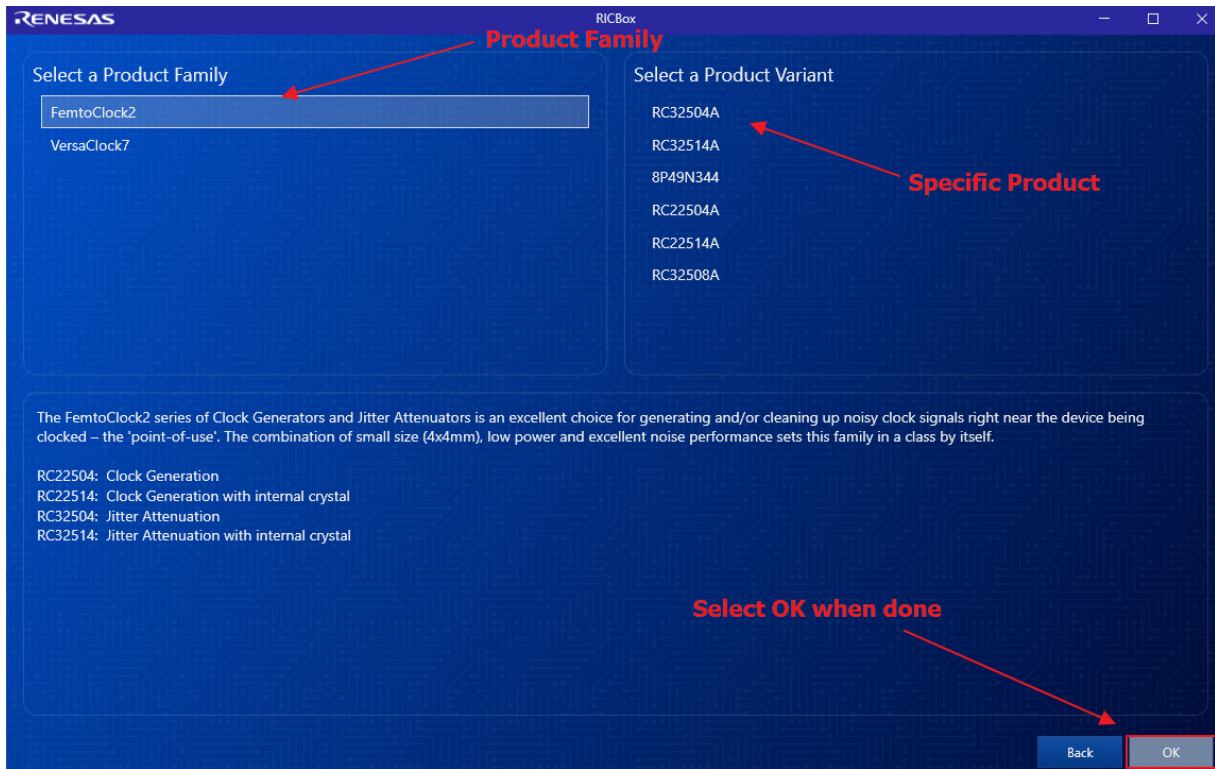 RENESAS
RICBox
Product Family
Select a Product Family
FemtoClock2
VersaClock7
Select a Product Variant
RC32504A
RC32514A
8P49N344
RC22504A
RC22514A
RC32508A
Specific Product
The FemtoClock2 series of Clock Generators and Jitter Attenuators is an excellent choice for generating and/or cleaning up noisy clock signals right near the device being
clocked – the 'point-of-use'. The combination of small size (4x4mm), low power and excellent noise performance sets this family in a class by itself.
RC22504: Clock Generation
RC22514: Clock Generation with internal crystal
RC32504: Jitter Attenuation
RC32514: Jitter Attenuation with internal crystal
Select OK when done
Back
OK